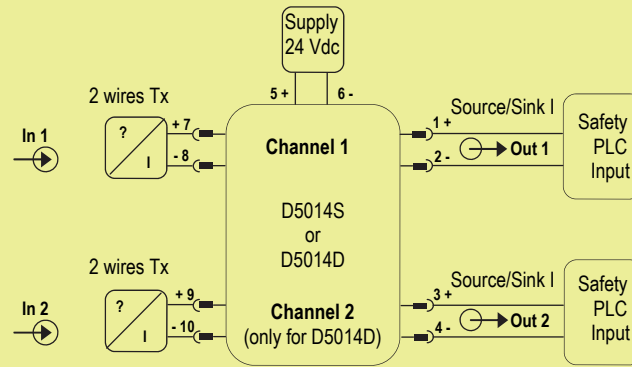 Supply
24 Vdc
5 +
6 -
2 wires Tx
In 1
?
I
+ 7
- 8
Channel 1
1 +
2 -
Source/Sink I
Out 1
Safety
PLC
Input
D5014S
or
D5014D
2 wires Tx
In 2
?
I
+ 9
- 10
Channel 2
(only for D5014D)
3 +
4 -
Source/Sink I
Out 2
Safety
PLC
Input